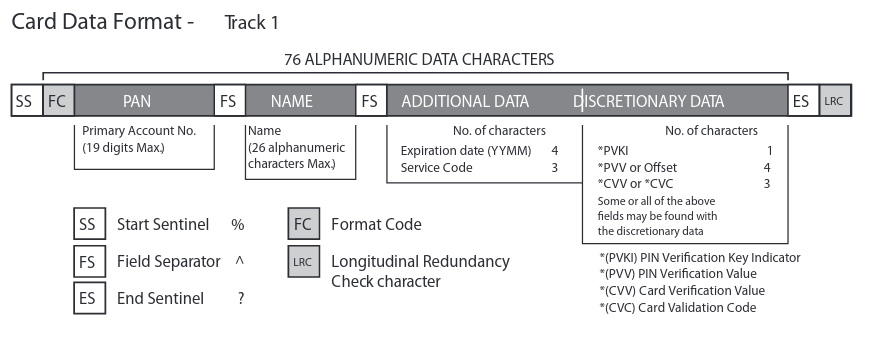 Card Data Format - Track 1
76 ALPHANUMERIC DATA CHARACTERS
SS FC PAN FS NAME FS ADDITIONAL DATA DISCRETIONARY DATA ES LRC
Primary Account No.
(19 digits Max.)
Name
(26 alphanumeric
characters Max.)
No. of characters
Expiration date (YYMM) 4
Service Code 3
No. of characters
*PVKI 1
*PVV or Offset 4
*CVV or *CVC 3
Some or all of the above
fields may be found with
the discretionary data
SS Start Sentinel %
FS Field Separator ^
ES End Sentinel ?
FC Format Code
LRC Longitudinal Redundancy
Check character
*(PVKI) PIN Verification Key Indicator
*(PVV) PIN Verification Value
*(CVV) Card Verification Value
*(CVC) Card Validation Code